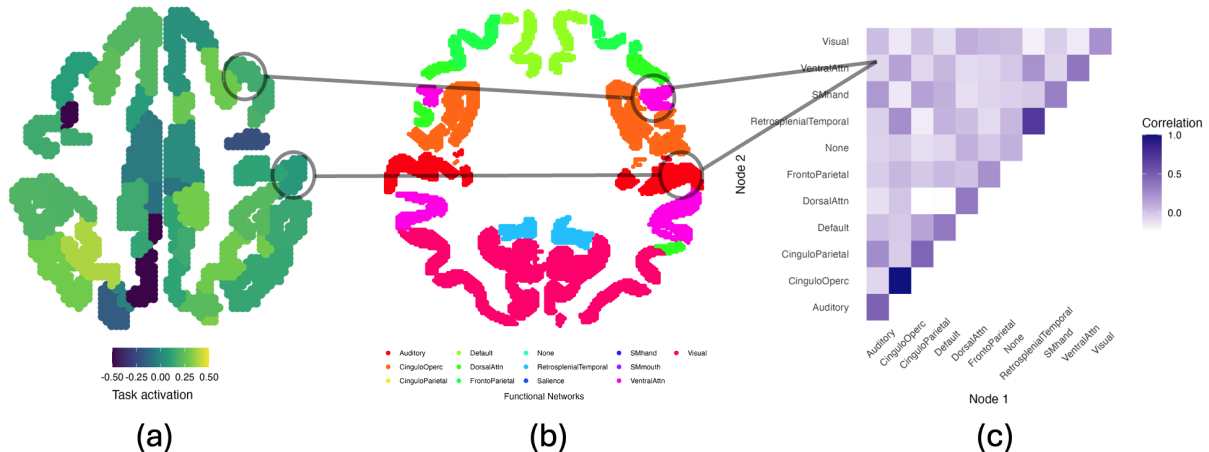 -0.50 -0.25 0.00 0.25 0.50
Task activation
(a)
Auditory
CinguloOperc
CinguloParietal
Default
DorsalAttn
FrontoParietal
None
RetrosplenialTemporal
Salience
SMhand
SMmouth
VentralAttn
Visual
Functional Networks
(b)
Node 2
Visual
VentralAttn
SMhand
RetrosplenialTemporal
None
FrontoParietal
DorsalAttn
Default
CinguloParietal
CinguloOperc
Auditory
Auditory
CinguloOperc
CinguloParietal
Default
DorsalAttn
FrontoParietal
None
RetrosplenialTemporal
SMhand
VentralAttn
Visual
Node 1
Correlation
1.0
0.5
0.0
(c)